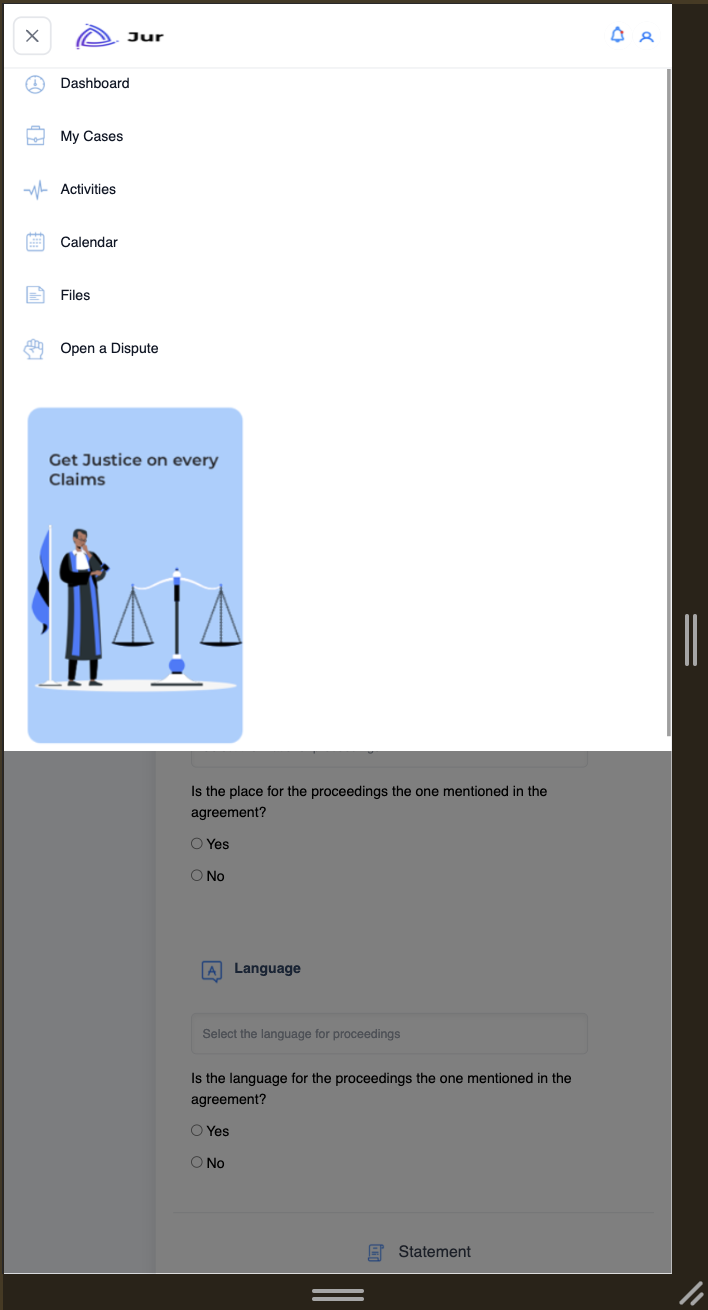 Jur
Dashboard
My Cases
Activities
Calendar
Files
Open a Dispute
Get Justice on every
Claims
Is the place for the proceedings the one mentioned in the
agreement?
Yes
No
Language
Select the language for proceedings
Is the language for the proceedings the one mentioned in the
agreement?
Yes
No
Statement